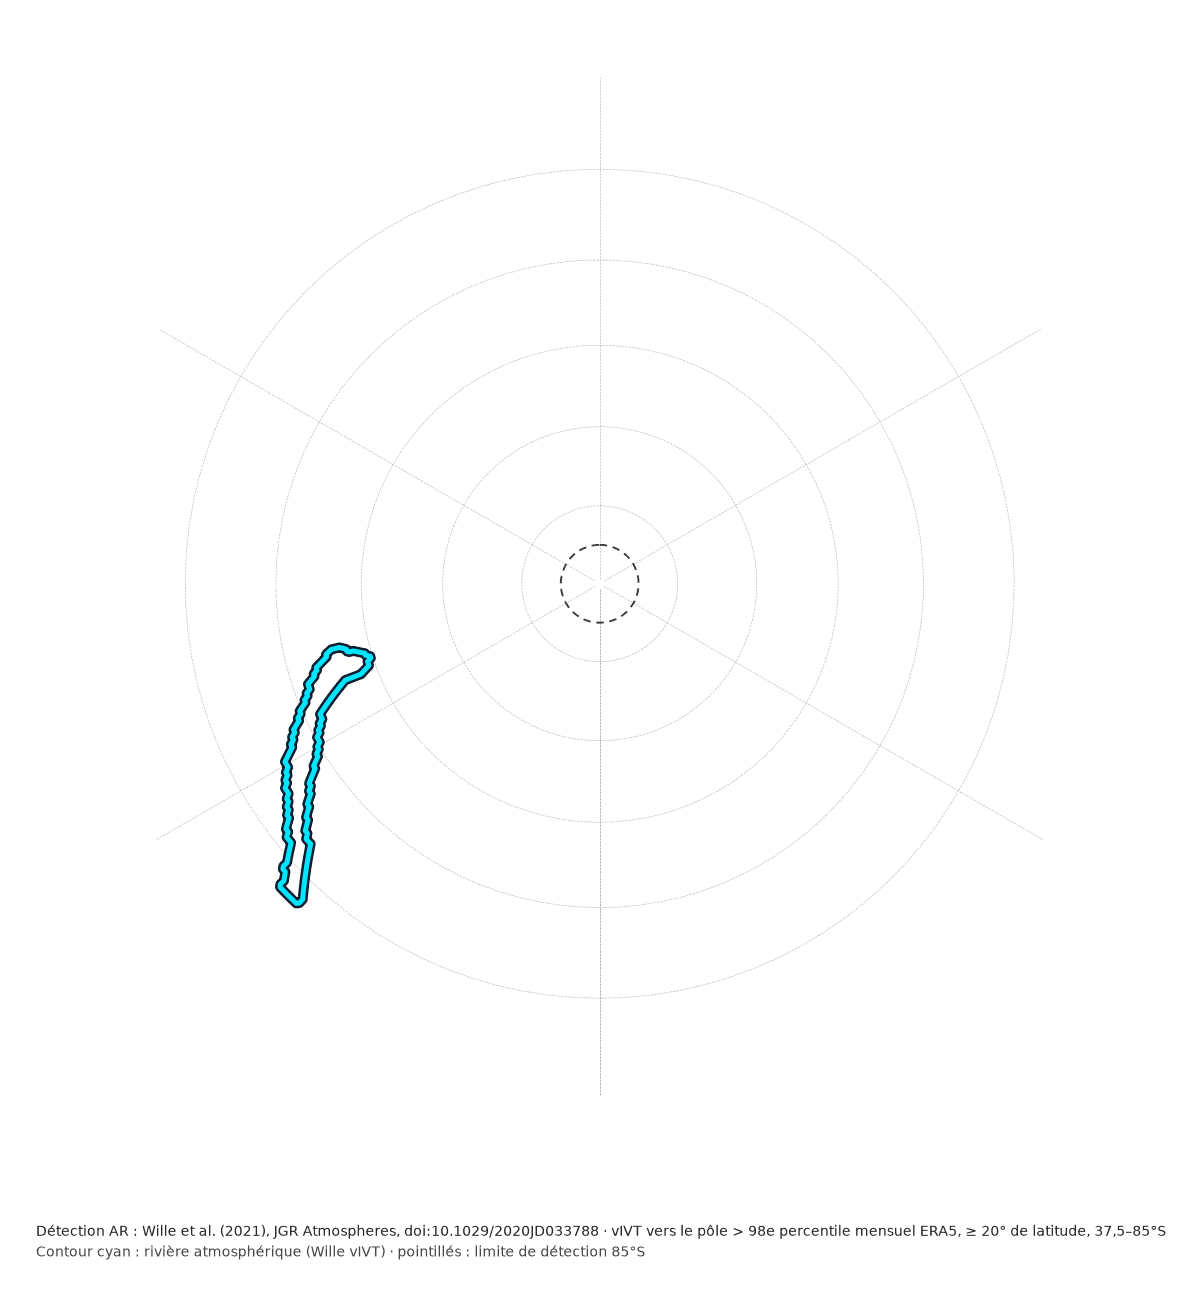 Détection AR : Wille et al. (2021), JGR Atmospheres, doi:10.1029/2020JD033788 · vIVT vers le pôle > 98e percentile mensuel ERA5, ≥ 20° de latitude, 37,5–85°S
Contour cyan : rivière atmosphérique (Wille vIVT) · pointillés : limite de détection 85°S